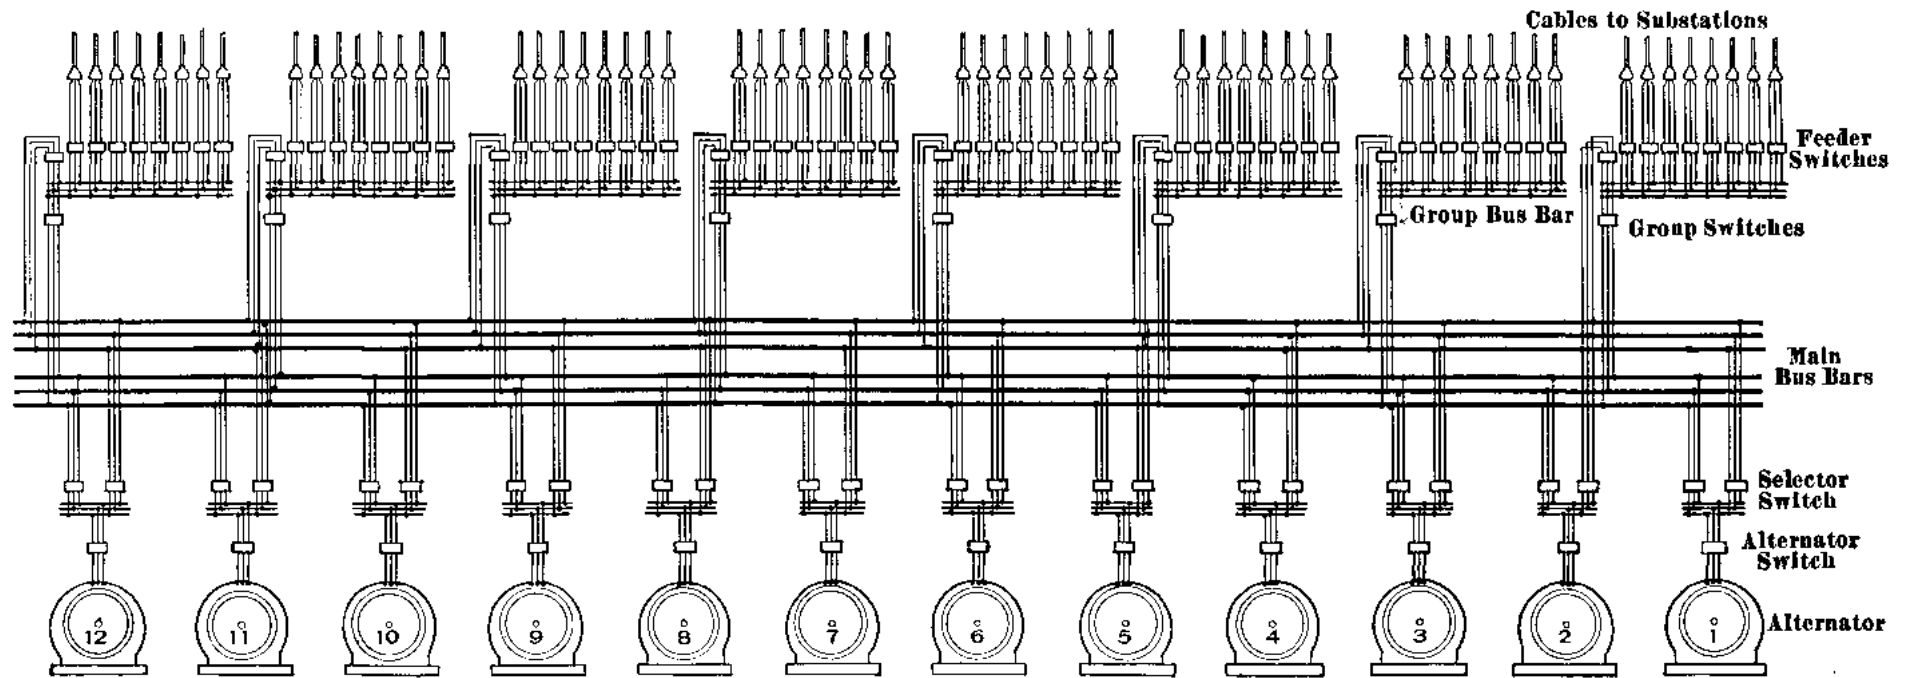 Cables to Substations
Feeder
Switches
Group Bus Bar
Group Switches
Main
Bus Bars
Selector
Switch
Alternator
Switch
12 11 10 9 8 7 6 5 4 3 2 1 Alternator